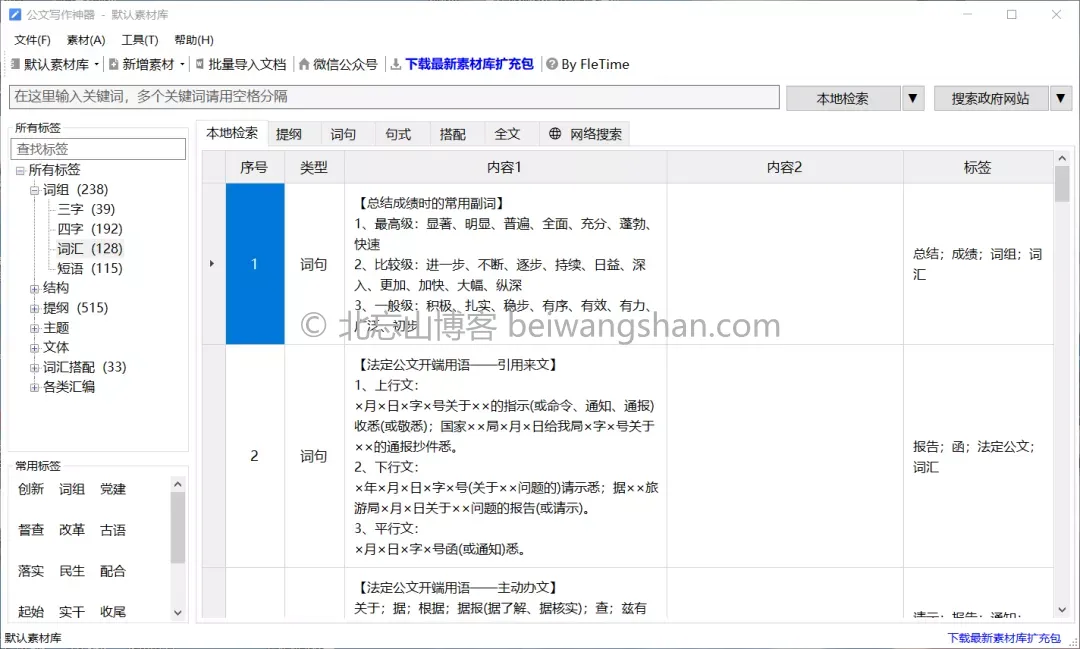 公文写作神器 - 默认素材库
文件(F) 素材(A) 工具(T) 帮助(H)
默认素材库 新增素材 批量导入文档 微信公众号 下载最新素材库扩充包 By FleTime
在这里输入关键词，多个关键词请用空格分隔 本地检索 搜索政府网站
所有标签
查找标签
所有标签
词组 (238)
三字 (39)
四字 (192)
词汇 (128)
短语 (115)
结构
提纲 (515)
主题
文体
词汇搭配 (33)
各类汇编
常用标签
创新 词组 党建
督查 改革 古语
落实 民生 配合
起始 实干 收尾
本地检索 提纲 词句 句式 搭配 全文 网络搜索
序号 类型 内容1 内容2 标签
1 词句
【总结成绩时的常用副词】
1、最高级：显著、明显、普遍、全面、充分、蓬勃、
快速
2、比较级：进一步、不断、逐步、持续、日益、深
入、更加、加快、大幅、纵深
3、一般级：积极、扎实、稳步、有序、有效、有力、
广泛、初步
总结；成绩；词组；词
汇
© 北忘山博客 beiwangshan.com
2 词句
【法定公文开端用语——引用来文】
1、上行文：
×月×日×字×号关于××的指示(或命令、通知、通报)
收悉(或敬悉)；国家××局×月×日给我局×字×号关于
××的通报抄件悉。
2、下行文：
×年×月×日×字×号(关于××问题的)请示悉；据××旅
游局×月×日关于××问题的报告(或请示)。
3、平行文：
×月×日×字×号函(或通知)悉。
报告；函；法定公文；
词汇
【法定公文开端用语——主动办文】
关于；据；根据；据报(据了解、据核实)；查；兹有
请示；报告；通知；
默认素材库 下载最新素材库扩充包